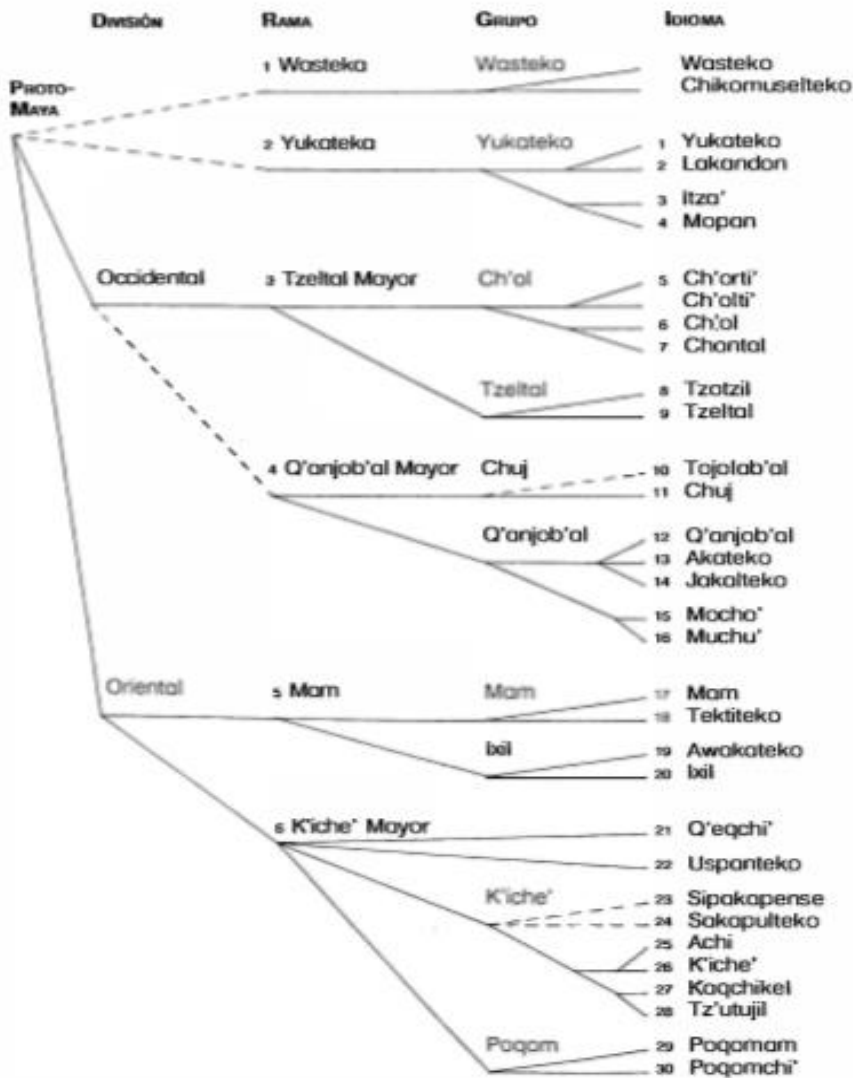 DIVISIÓN RAMA GRUPO IDIOMA
PROTO-
MAYA
1 Wasteka Wasteko Wasteko
Chikomuselteko
2 Yukateka Yukateko 1 Yukateko
2 Lakandon
3 Itza'
4 Mopan
Occidental 3 Tzeltal Mayor Ch'ol 5 Ch'orti'
Ch'olti'
6 Ch'ol
7 Chontal
Tzeltal 8 Tzotzil
9 Tzeltal
4 Q'anjob'al Mayor Chuj 10 Tojolab'al
11 Chuj
Q'anjob'al 12 Q'anjob'al
13 Akateko
14 Jakalteko
15 Mocho'
16 Muchu'
Oriental 5 Mam Mam 17 Mam
18 Tektiteko
Ixil 19 Awakateko
20 Ixil
6 K'iche' Mayor 21 Q'eqchi'
22 Uspanteko
K'iche' 23 Sipakapense
24 Sakapulteko
25 Achi
26 K'iche'
27 Kaqchikel
28 Tz'utujil
Poqom 29 Poqomam
30 Poqomchi'